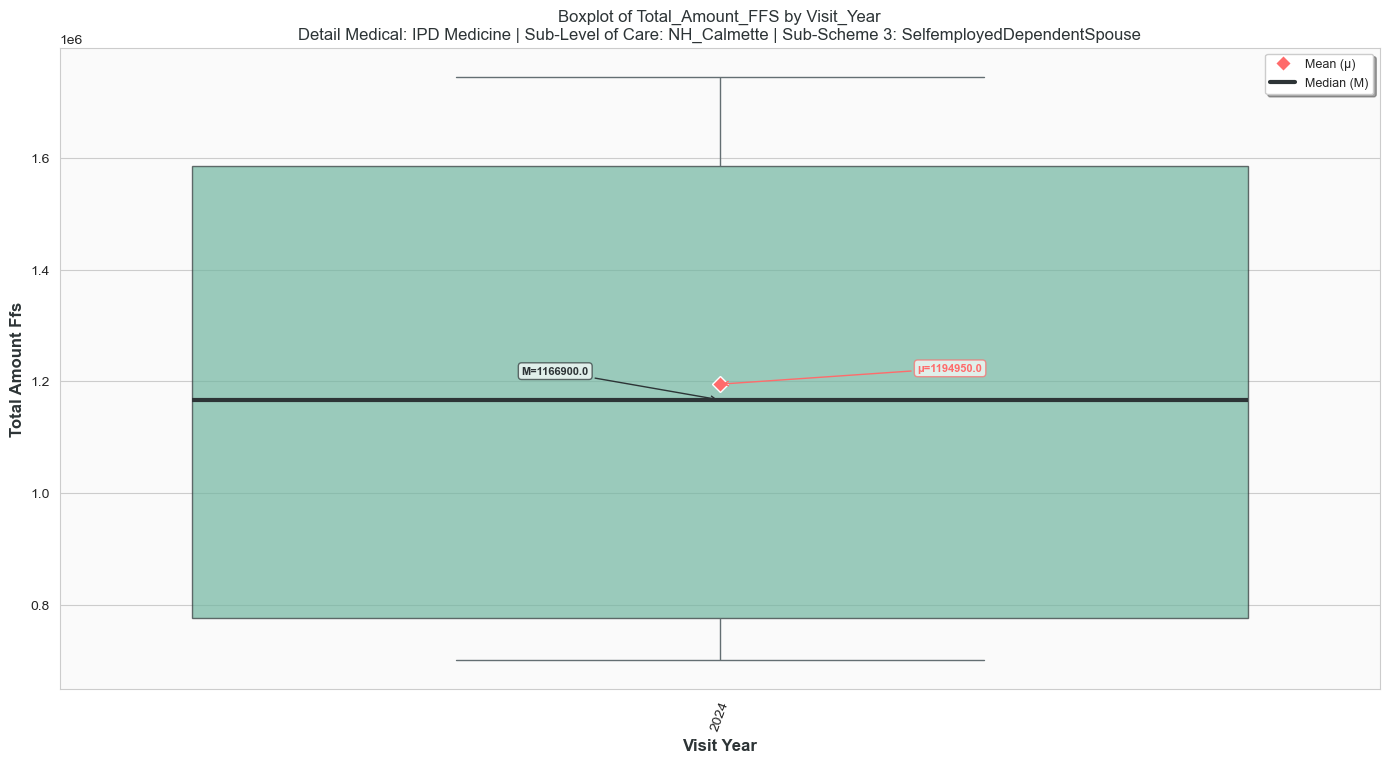 Boxplot of Total_Amount_FFS by Visit_Year
Detail Medical: IPD Medicine | Sub-Level of Care: NH_Calmette | Sub-Scheme 3: SelfemployedDependentSpouse
1e6
Mean (μ)
Median (M)
1.6
1.4
1.2
1.0
0.8
Total Amount Ffs
M=1166900.0
μ=1194950.0
2024
Visit Year